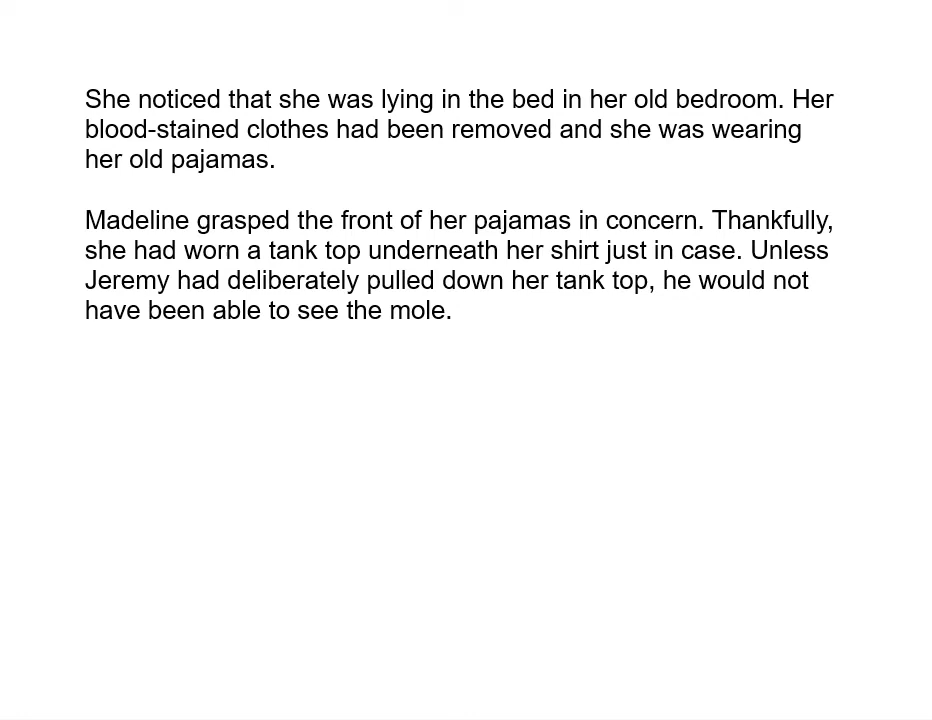 She noticed that she was lying in the bed in her old bedroom. Her
blood-stained clothes had been removed and she was wearing
her old pajamas.
Madeline grasped the front of her pajamas in concern. Thankfully,
she had worn a tank top underneath her shirt just in case. Unless
Jeremy had deliberately pulled down her tank top, he would not
have been able to see the mole.